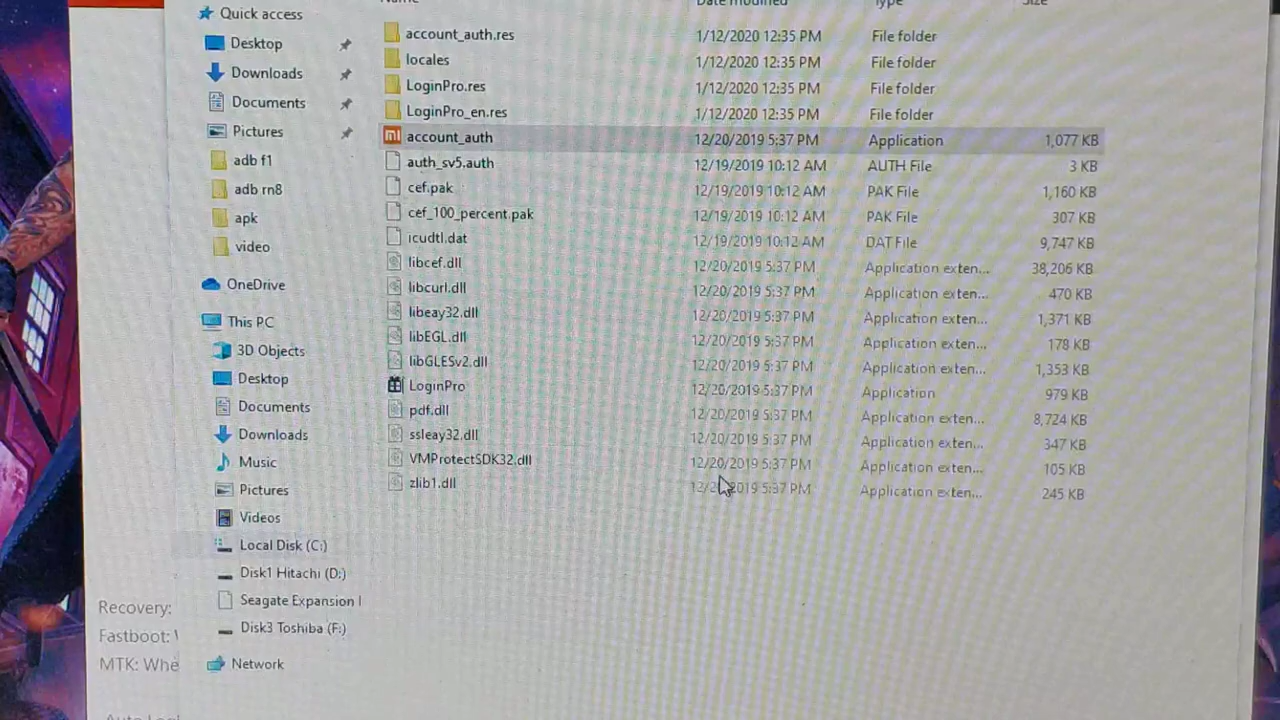 Name Date modified Type Size
Quick access
Desktop
Downloads
Documents
Pictures
adb f1
adb rn8
apk
video
OneDrive
This PC
3D Objects
Desktop
Documents
Downloads
Music
Pictures
Videos
Local Disk (C:)
Disk1 Hitachi (D:)
Seagate Expansion
Disk3 Toshiba (F:)
Network
account_auth.res 1/12/2020 12:35 PM File folder
locales 1/12/2020 12:35 PM File folder
LoginPro.res 1/12/2020 12:35 PM File folder
LoginPro_en.res 1/12/2020 12:35 PM File folder
mi account_auth 12/20/2019 5:37 PM Application 1,077 KB
auth_sv5.auth 12/19/2019 10:12 AM AUTH File 3 KB
cef.pak 12/19/2019 10:12 AM PAK File 1,160 KB
cef_100_percent.pak 12/19/2019 10:12 AM PAK File 307 KB
icudtl.dat 12/19/2019 10:12 AM DAT File 9,747 KB
libcef.dll 12/20/2019 5:37 PM Application exten... 38,206 KB
libcurl.dll 12/20/2019 5:37 PM Application exten... 470 KB
libeay32.dll 12/20/2019 5:37 PM Application exten... 1,371 KB
libEGL.dll 12/20/2019 5:37 PM Application exten... 178 KB
libGLESv2.dll 12/20/2019 5:37 PM Application exten... 1,353 KB
LoginPro 12/20/2019 5:37 PM Application 979 KB
pdf.dll 12/20/2019 5:37 PM Application exten... 8,724 KB
ssleay32.dll 12/20/2019 5:37 PM Application exten... 347 KB
VMProtectSDK32.dll 12/20/2019 5:37 PM Application exten... 105 KB
zlib1.dll 12/20/2019 5:37 PM Application exten... 245 KB
Recovery:
Fastboot:
MTK: Whe